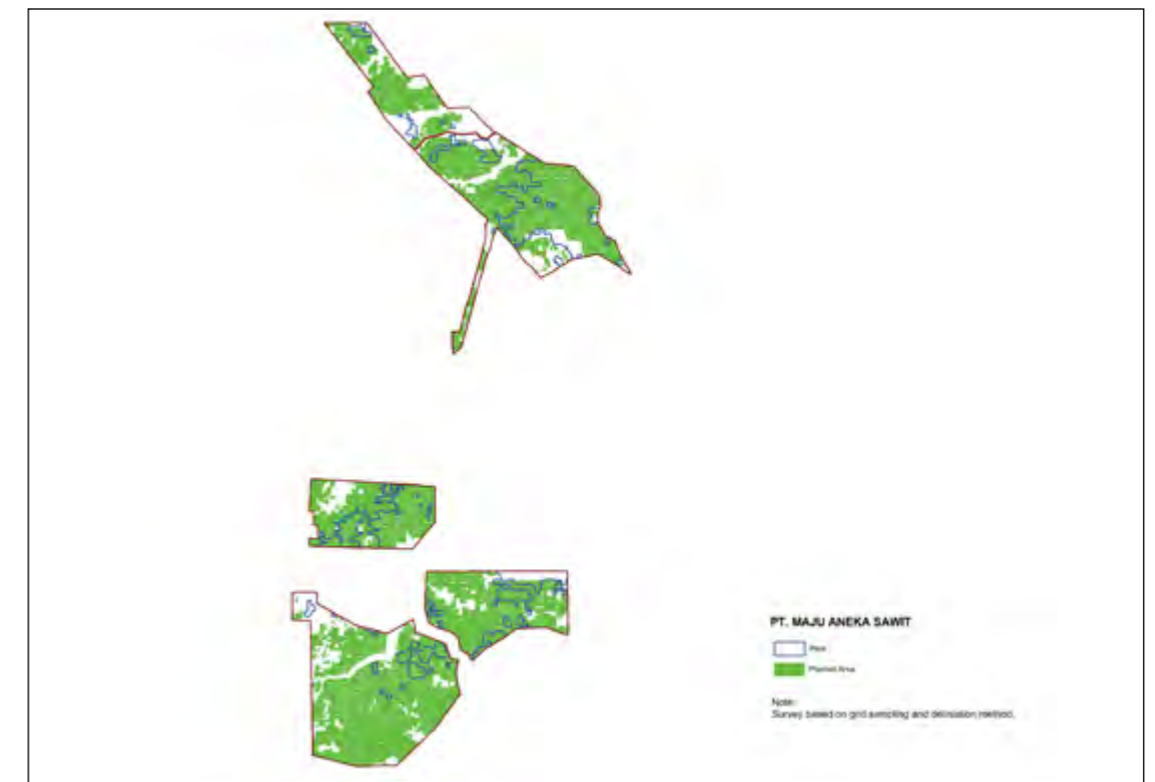 PT. MAJU ANEKA SAWIT
Peat
Planted Area
Note:
Survey based on grid sampling and delineation method.